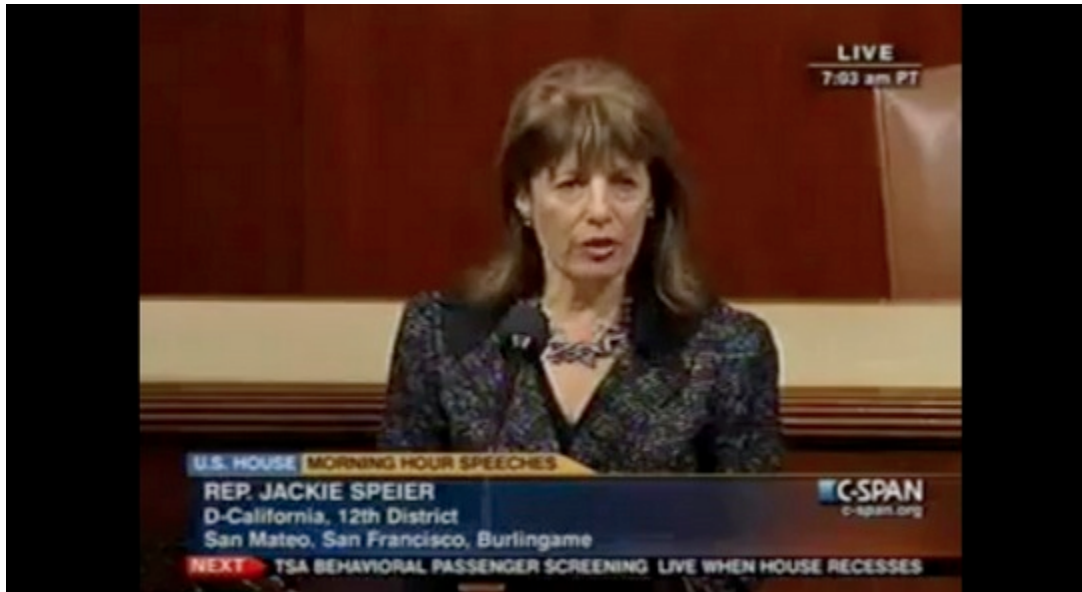 LIVE
7:03 am PT
U.S. HOUSE MORNING HOUR SPEECHES
REP. JACKIE SPEIER
D-California, 12th District
San Mateo, San Francisco, Burlingame
C-SPAN
c-span.org
NEXT TSA BEHAVIORAL PASSENGER SCREENING LIVE WHEN HOUSE RECESSES